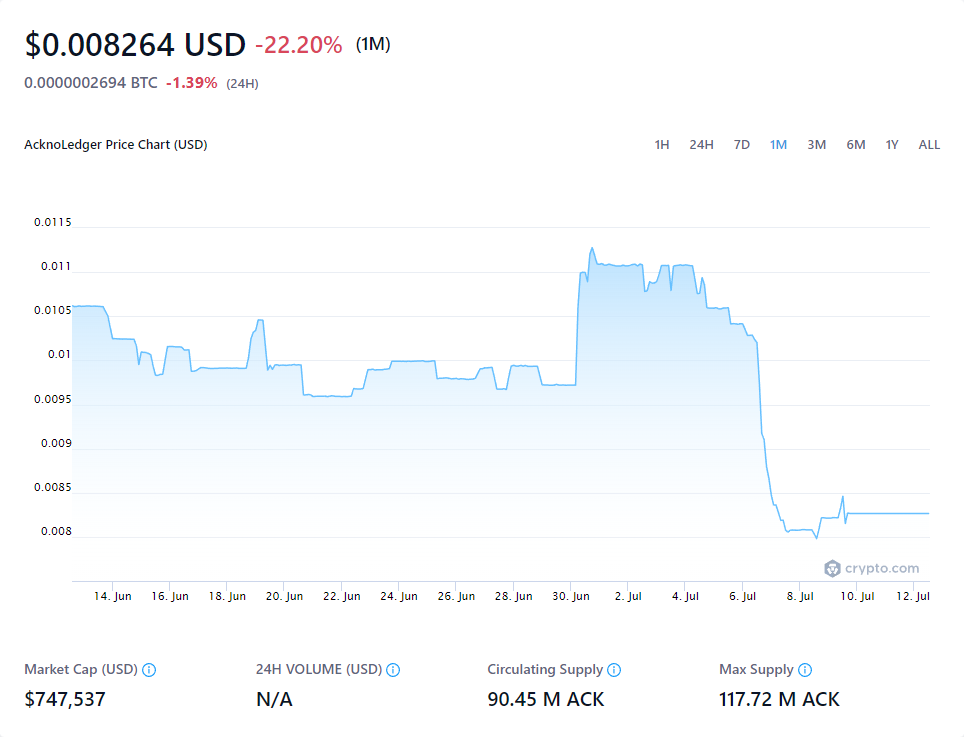 $0.008264 USD -22.20% (1M)
0.0000002694 BTC -1.39% (24H)
AcknoLedger Price Chart (USD) 1H 24H 7D 1M 3M 6M 1Y ALL
0.0115
0.011
0.0105
0.01
0.0095
0.009
0.0085
0.008
crypto.com
14. Jun 16. Jun 18. Jun 20. Jun 22. Jun 24. Jun 26. Jun 28. Jun 30. Jun 2. Jul 4. Jul 6. Jul 8. Jul 10. Jul 12. Jul
Market Cap (USD) 24H VOLUME (USD) Circulating Supply Max Supply
$747,537 N/A 90.45 M ACK 117.72 M ACK